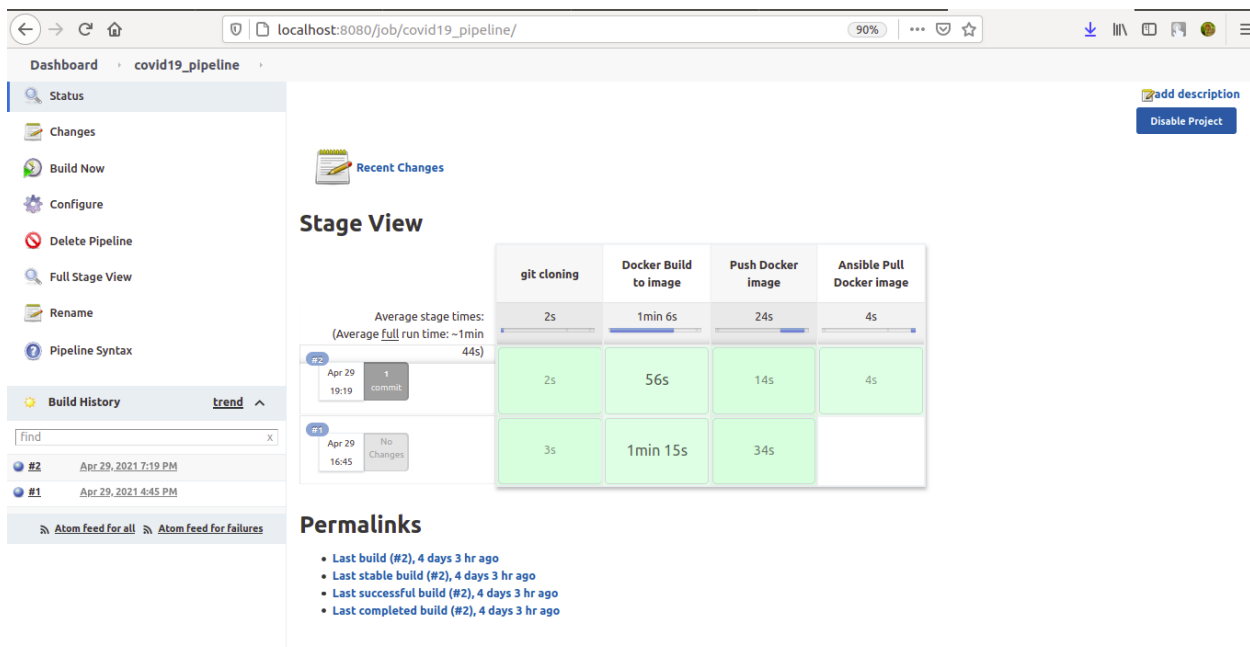 localhost:8080/job/covid19_pipeline/
90%
Dashboard
covid19_pipeline
Status
Changes
Build Now
Configure
Delete Pipeline
Full Stage View
Rename
Pipeline Syntax
Build History
trend
find
x
#2
Apr 29, 2021 7:19 PM
#1
Apr 29, 2021 4:45 PM
Atom feed for all
Atom feed for failures
add description
Disable Project
Recent Changes
Stage View
git cloning
Docker Build
to image
Push Docker
image
Ansible Pull
Docker image
Average stage times:
(Average full run time: ~1min
44s)
2s
1min 6s
24s
4s
#2
Apr 29
19:19
1
commit
2s
56s
14s
4s
#1
Apr 29
16:45
No
Changes
3s
1min 15s
34s
Permalinks
Last build (#2), 4 days 3 hr ago
Last stable build (#2), 4 days 3 hr ago
Last successful build (#2), 4 days 3 hr ago
Last completed build (#2), 4 days 3 hr ago